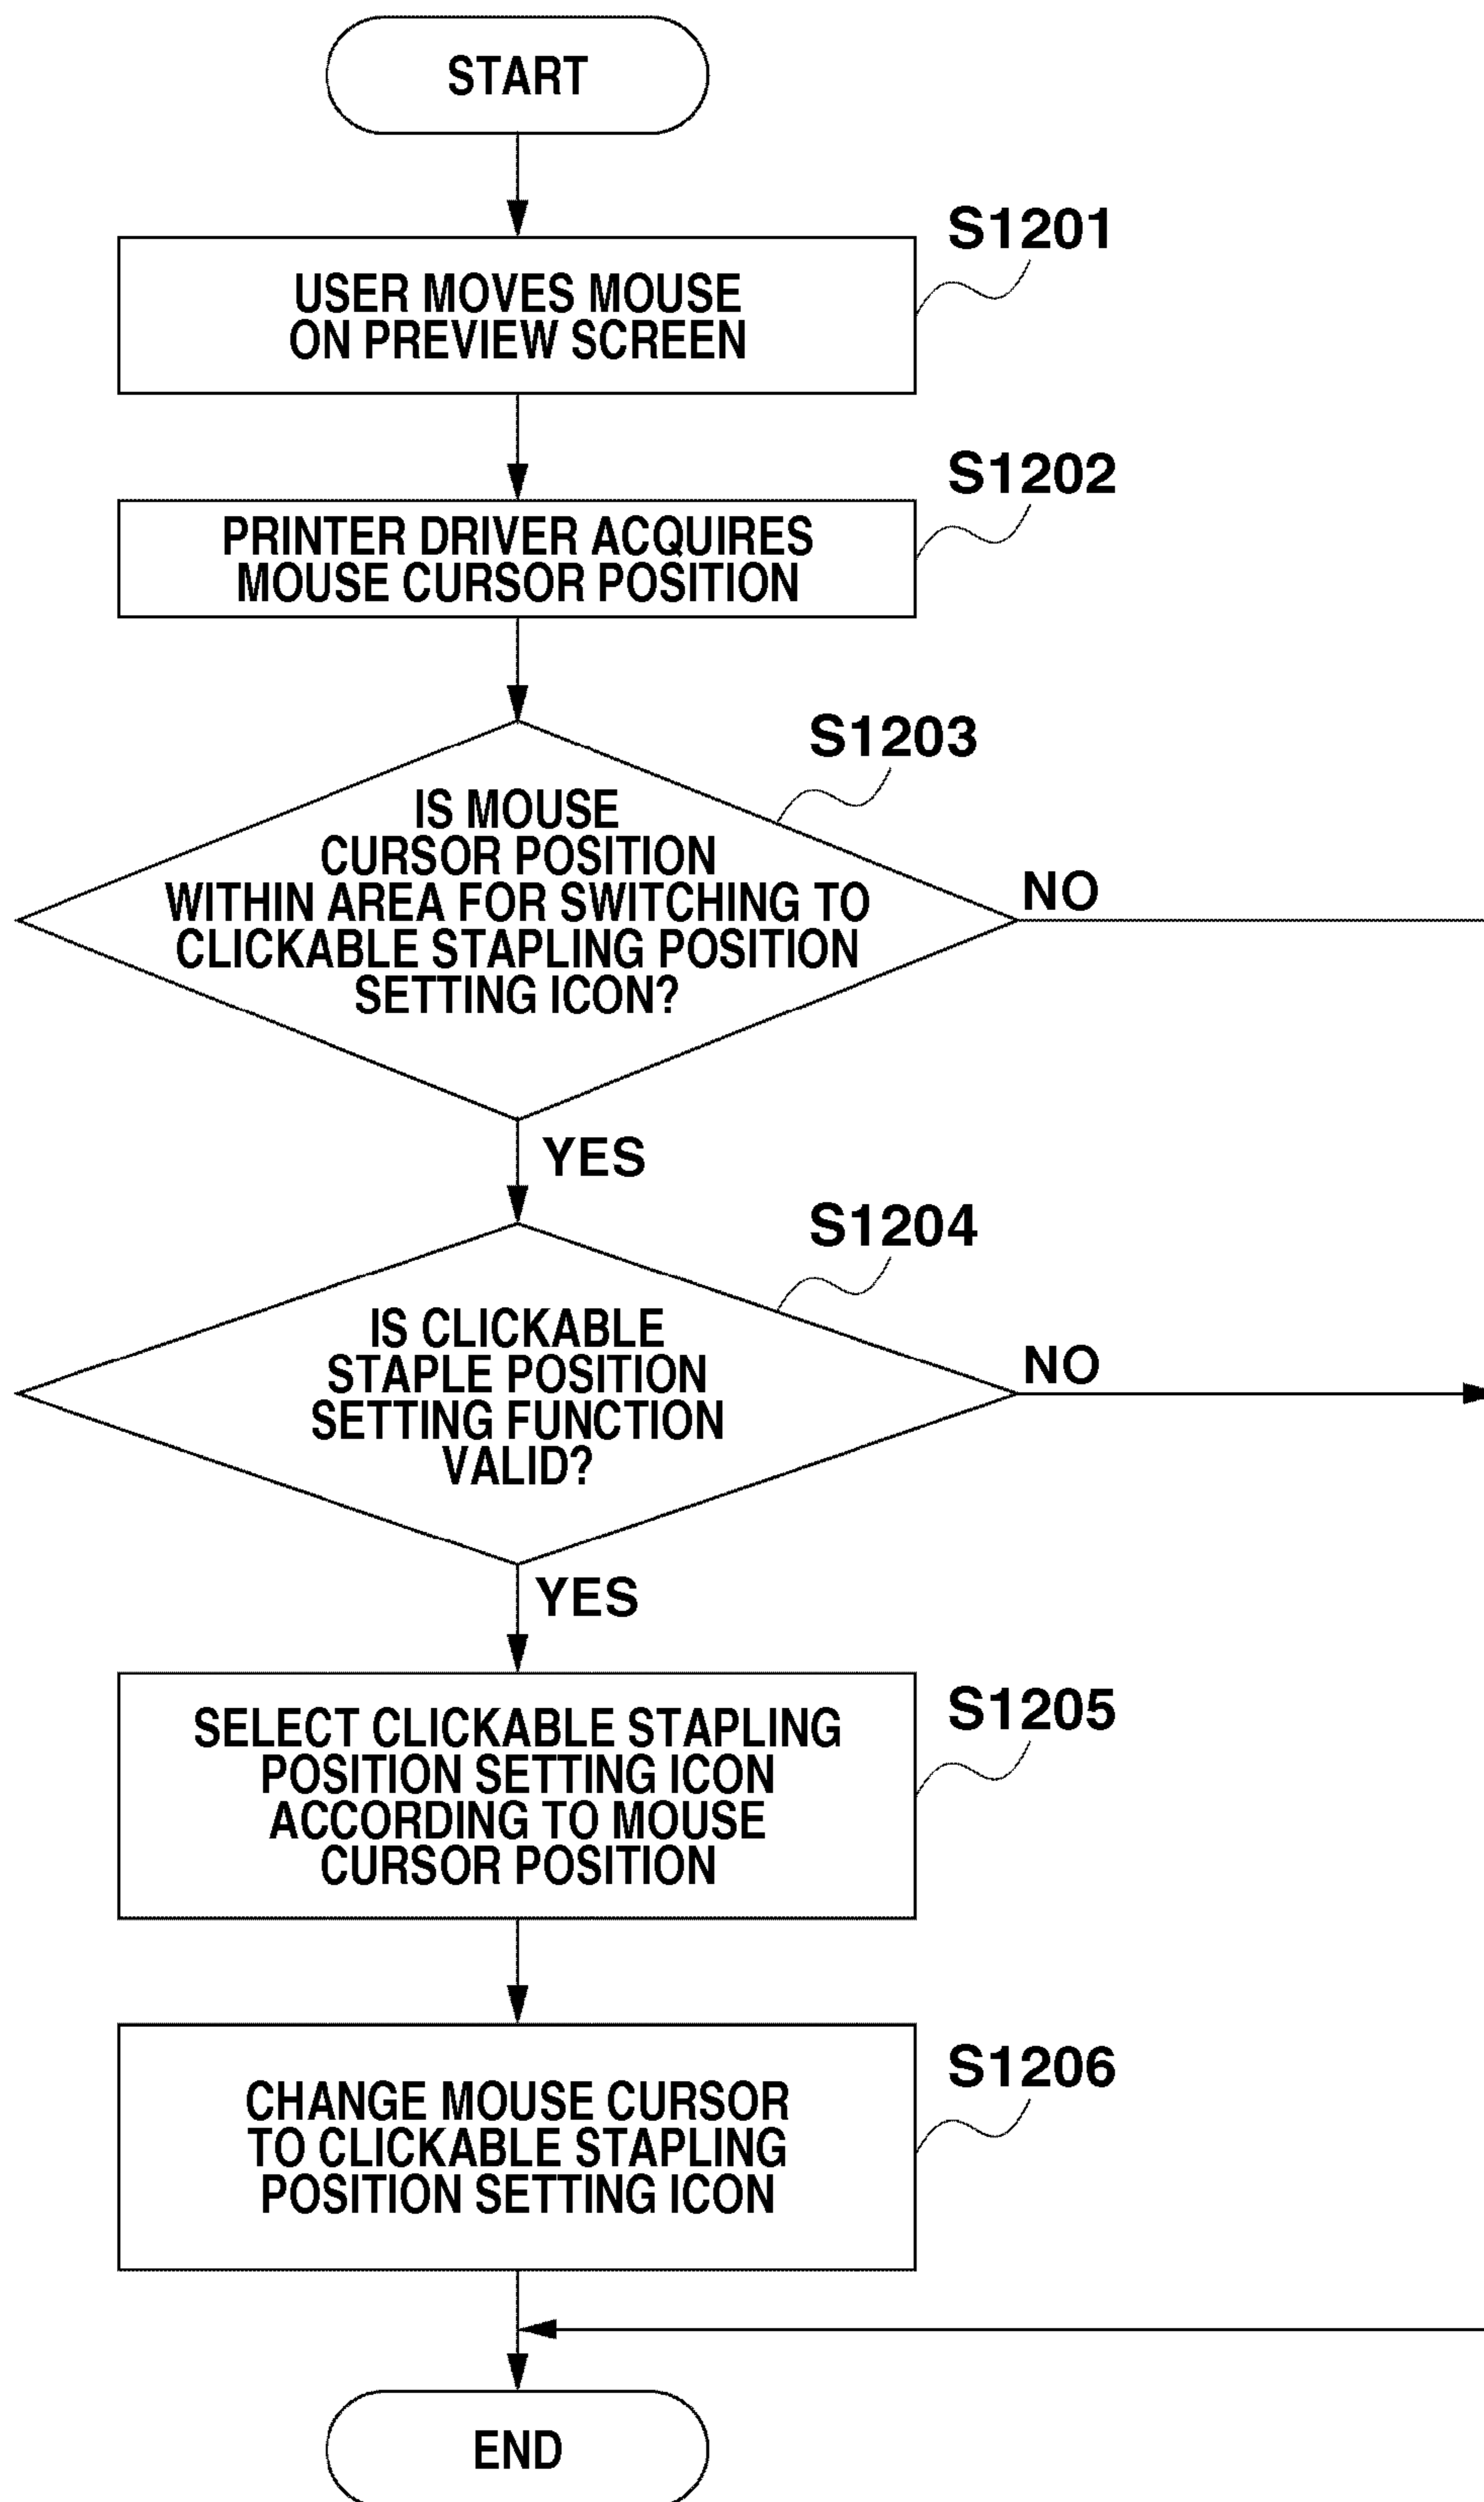 START
S1201
USER MOVES MOUSE
ON PREVIEW SCREEN
S1202
PRINTER DRIVER ACQUIRES
MOUSE CURSOR POSITION
S1203
IS MOUSE
CURSOR POSITION
WITHIN AREA FOR SWITCHING TO
CLICKABLE STAPLING POSITION
SETTING ICON?
NO
YES
S1204
IS CLICKABLE
STAPLE POSITION
SETTING FUNCTION
VALID?
NO
YES
S1205
SELECT CLICKABLE STAPLING
POSITION SETTING ICON
ACCORDING TO MOUSE
CURSOR POSITION
S1206
CHANGE MOUSE CURSOR
TO CLICKABLE STAPLING
POSITION SETTING ICON
END